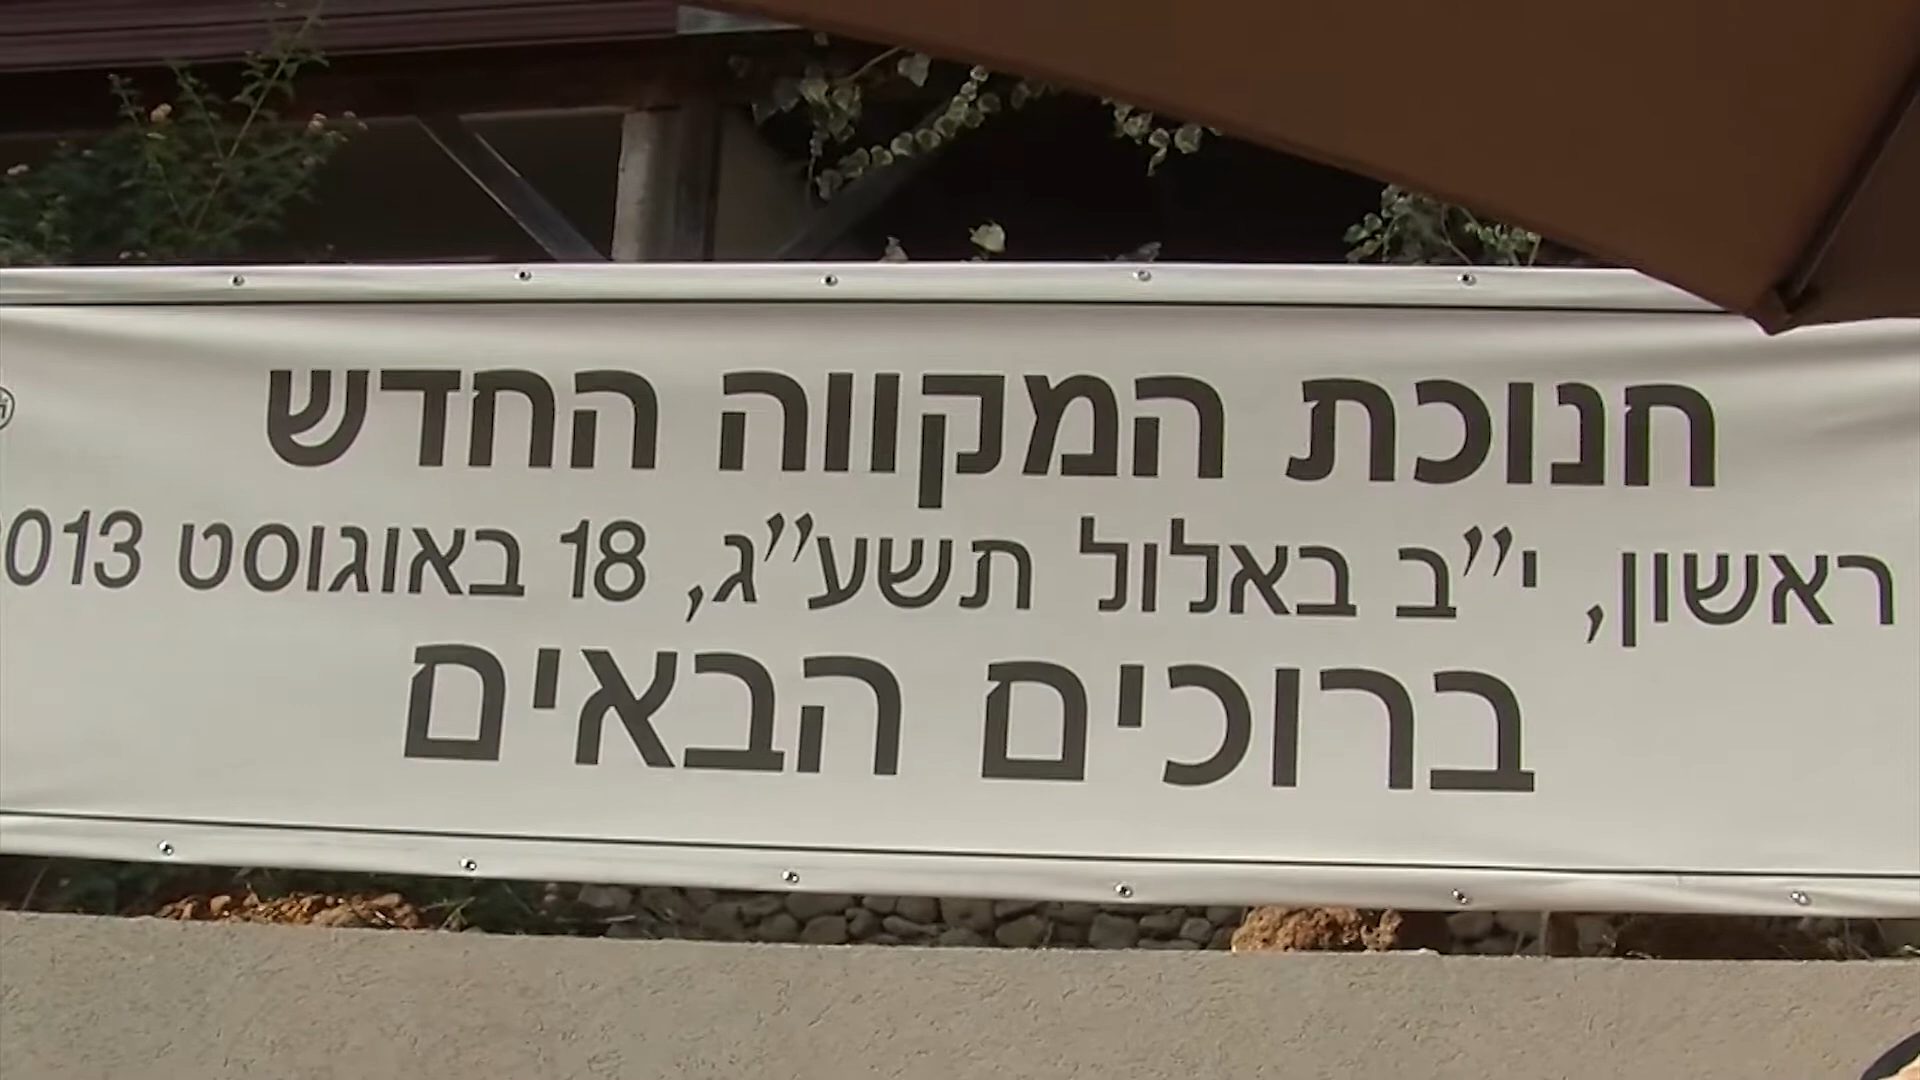 חנוכת המקווה החדש
ראשון, י"ב באלול תשע"ג, 18 באוגוסט 2013
ברוכים הבאים